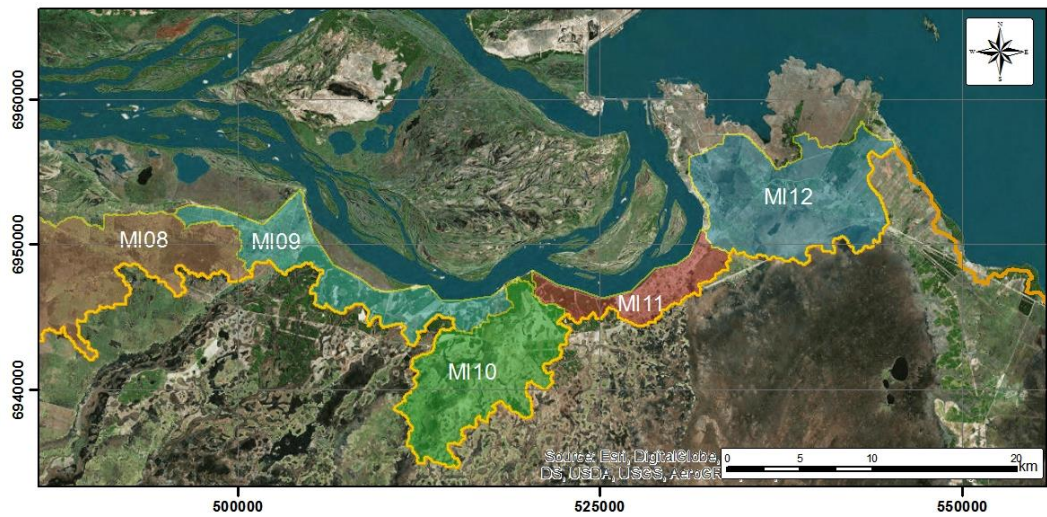 N
W E
S
6960000
MI12
MI08
MI09
6950000
MI11
MI10
6940000
Source: Esri, DigitalGlobe,
DS, USDA, USGS, AeroGR
0 5 10 20
km
500000 525000 550000